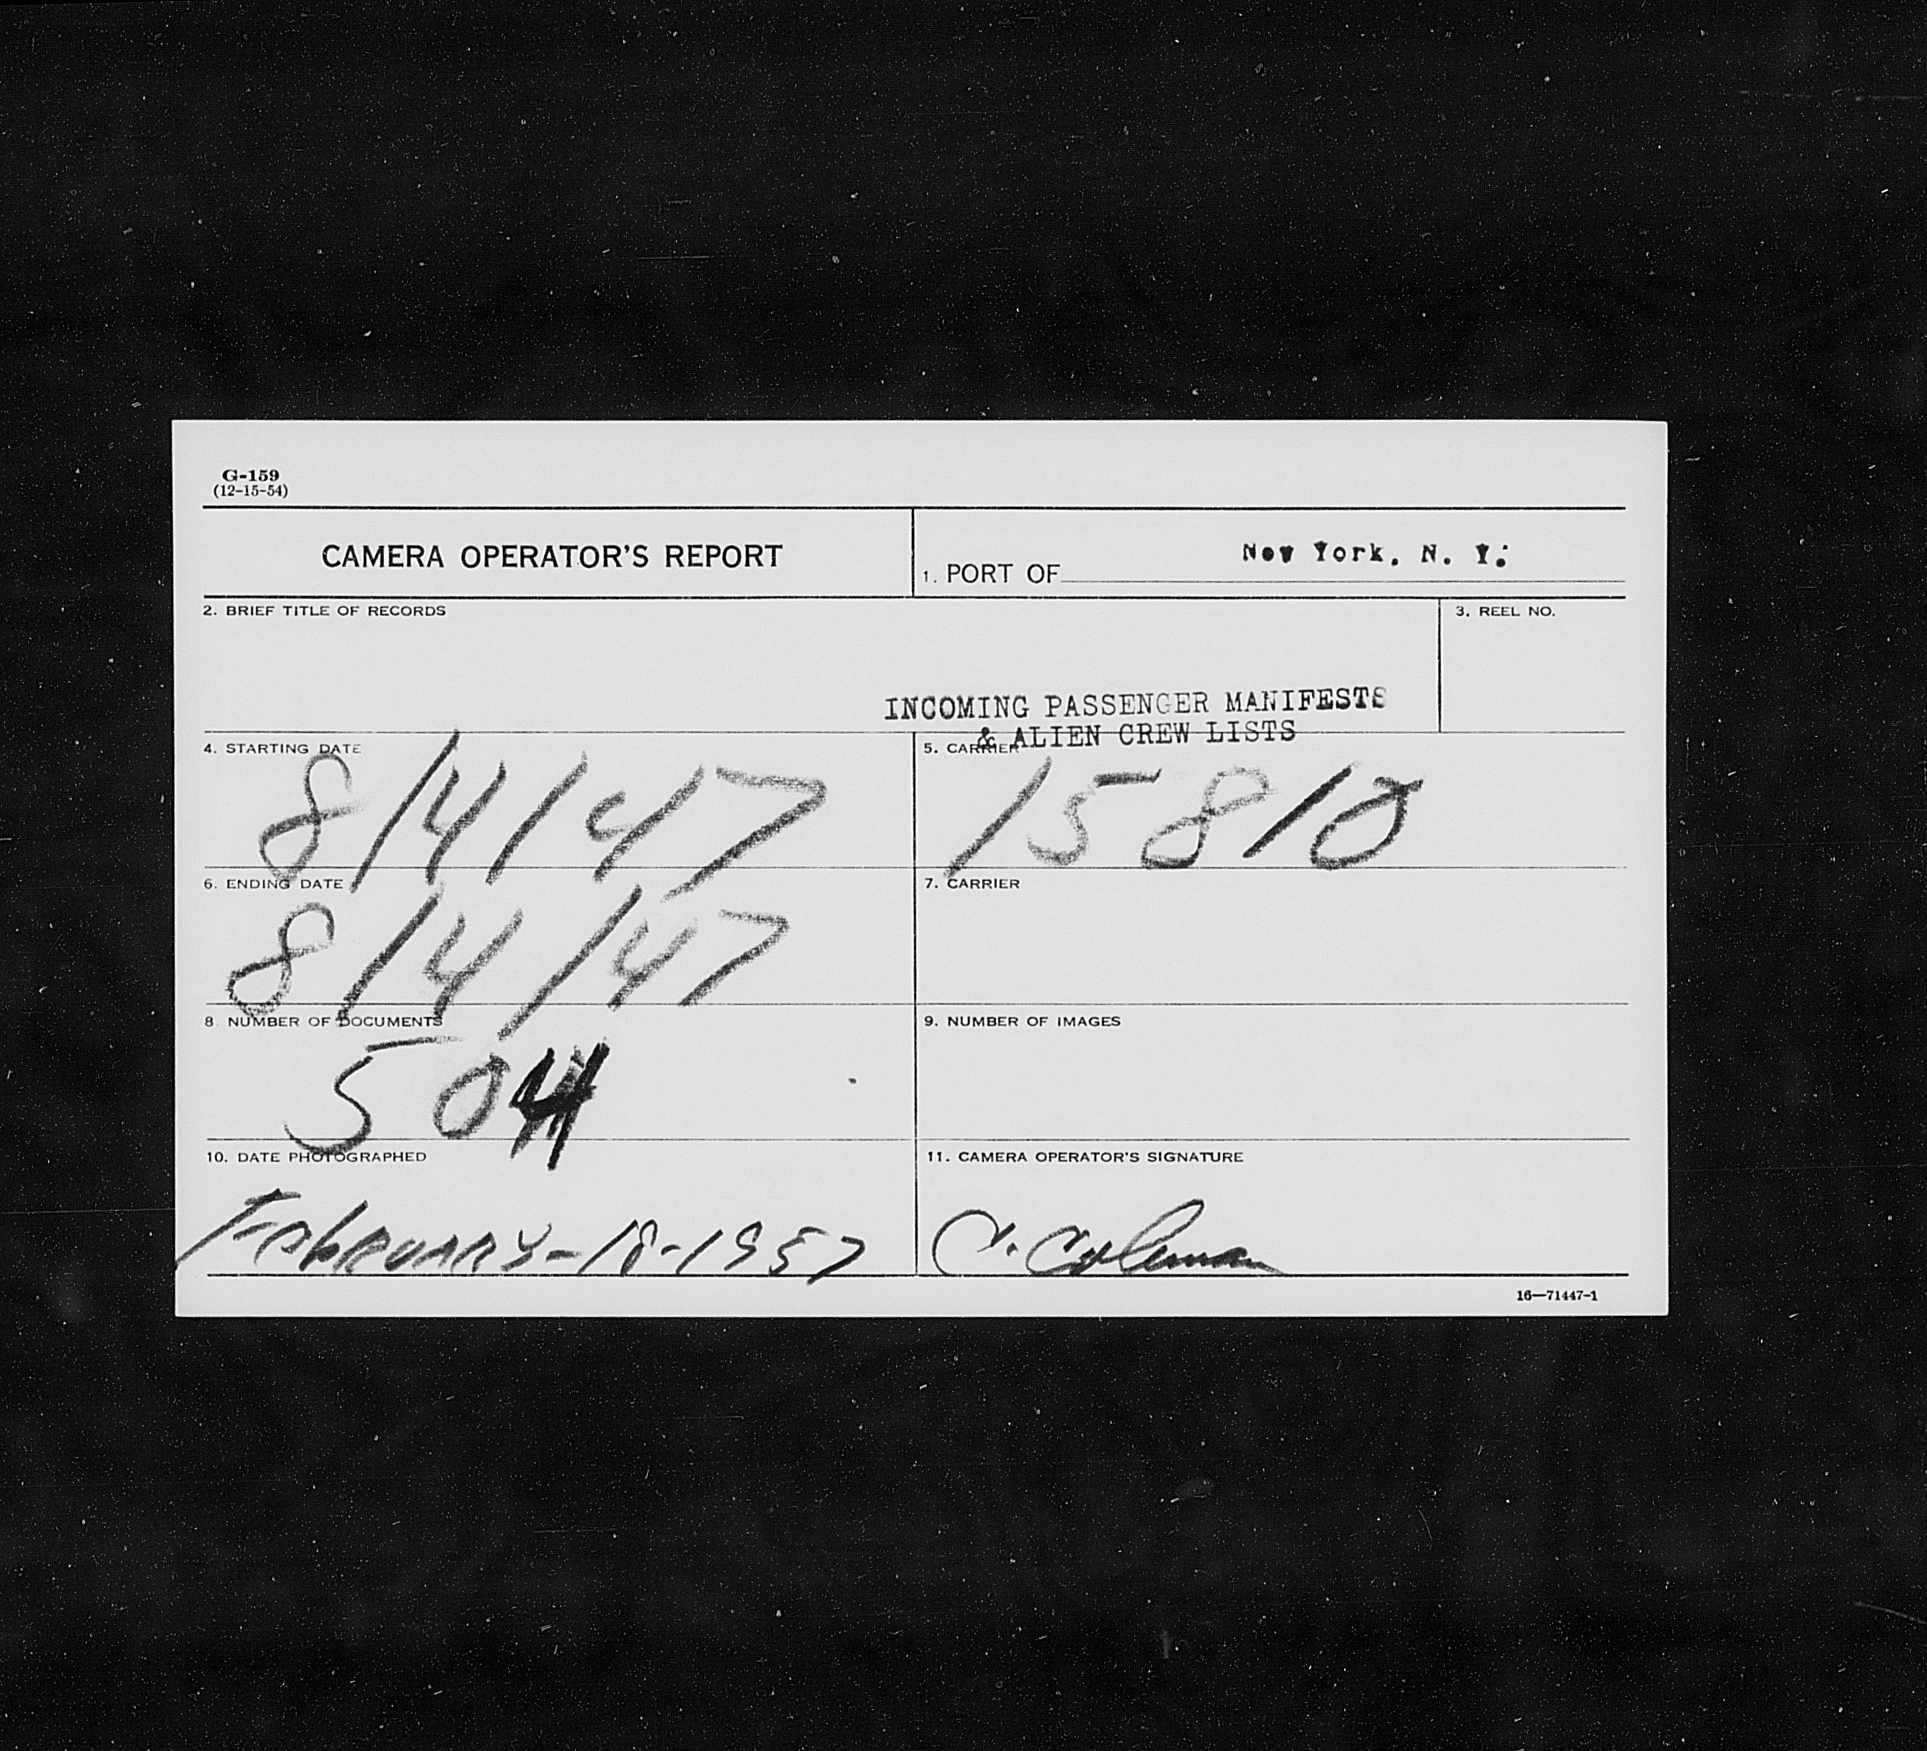 G-159
(12-15-54)
CAMERA OPERATOR'S REPORT
1. PORT OF New York, N. Y.
2. BRIEF TITLE OF RECORDS
3. REEL NO.
INCOMING PASSENGER MANIFESTS
& ALIEN CREW LISTS
4. STARTING DATE
8/4/47
5. CARRIER
15810
6. ENDING DATE
8/4/47
7. CARRIER
8. NUMBER OF DOCUMENTS
504
9. NUMBER OF IMAGES
10. DATE PHOTOGRAPHED
February-18-1957
11. CAMERA OPERATOR'S SIGNATURE
C. Coleman
16—71447-1